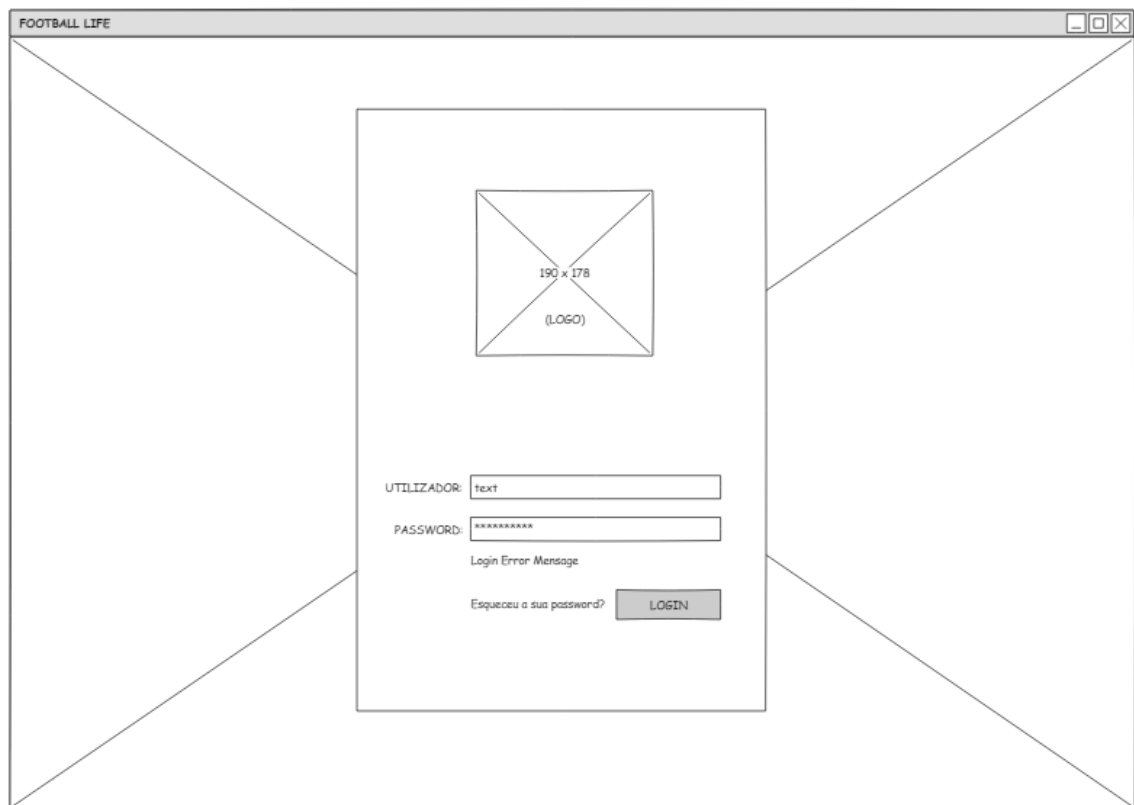 FOOTBALL LIFE
190 x 178
(LOGO)
UTILIZADOR: text
PASSWORD: **********
Login Error Mensage
Esqueceu a sua password? LOGIN